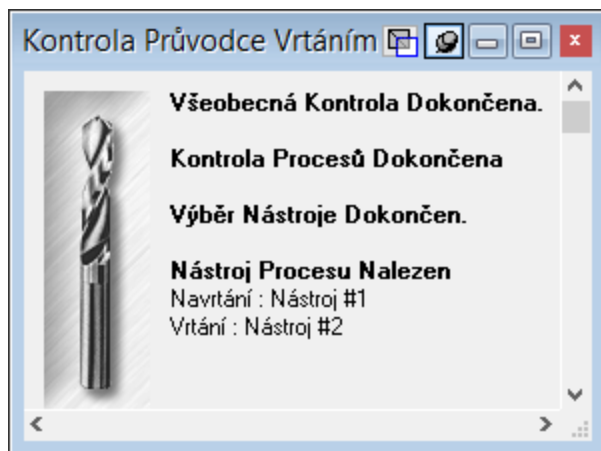 Kontrola Průvodce Vrtáním
Všeobecná Kontrola Dokončena.
Kontrola Procesů Dokončena
Výběr Nástroje Dokončen.
Nástroj Procesu Nalezen
Navrtání : Nástroj #1
Vrtání : Nástroj #2